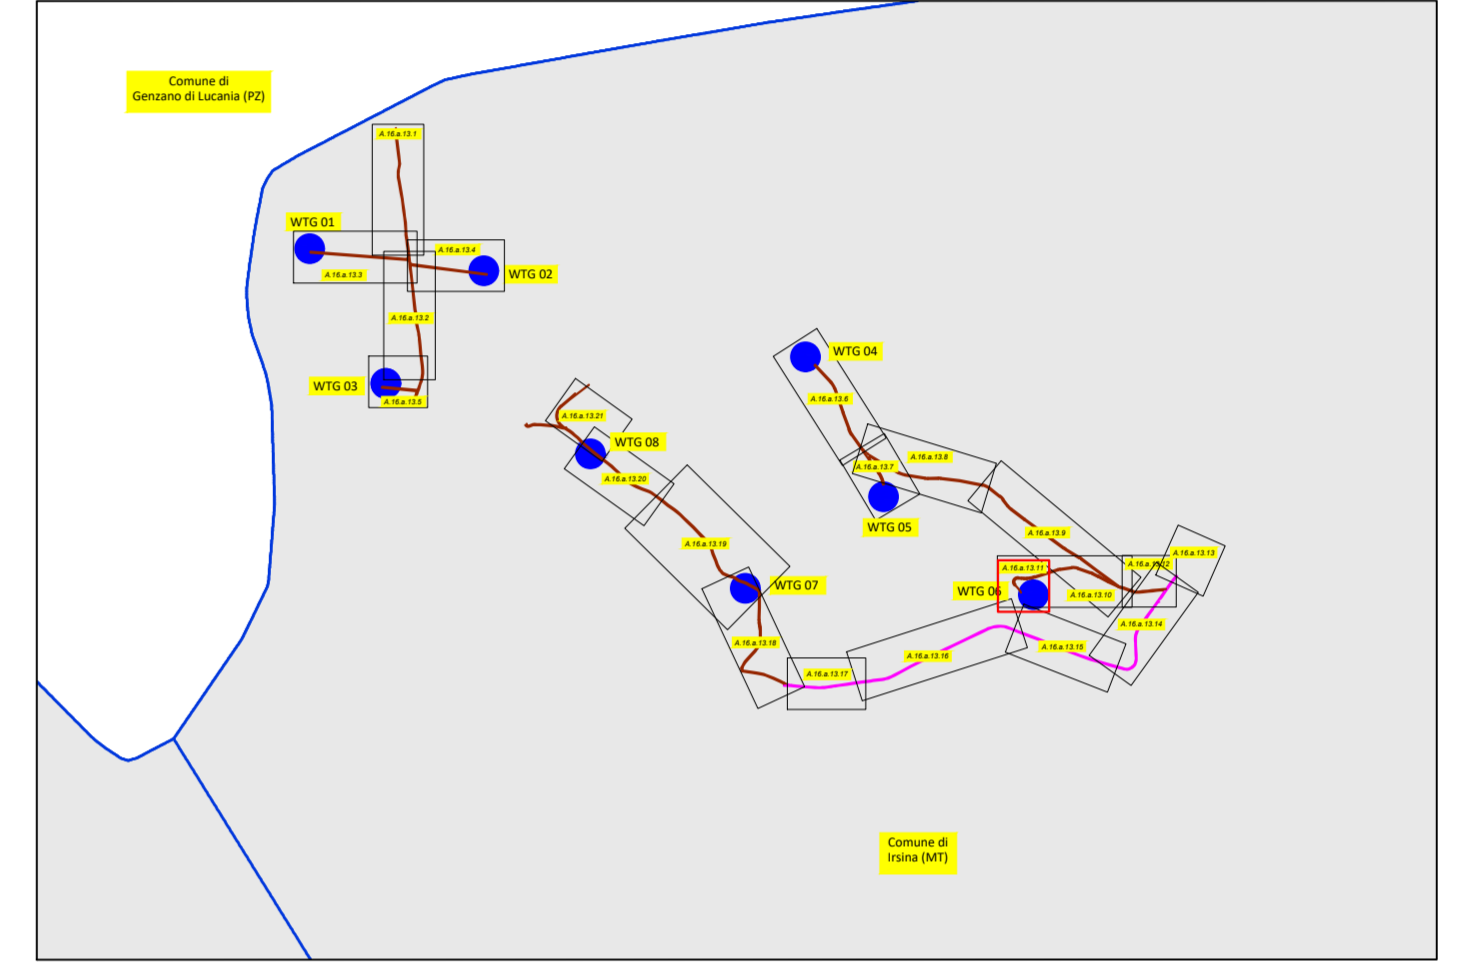 Comune di
Genzano di Lucania (PZ)
A.16.a.13.1
WTG 01
A.16.a.13.4
A.16.a.13.3
WTG 02
A.16.a.13.2
WTG 03
A.16.a.13.5
WTG 04
A.16.a.13.6
A.16.a.13.21
WTG 08
A.16.a.13.20
A.16.a.13.8
A.16.a.13.7
WTG 05
A.16.a.13.19
A.16.a.13.9
A.16.a.13.13
A.16.a.13.12
A.16.a.13.11
WTG 06
A.16.a.13.10
WTG 07
A.16.a.13.14
A.16.a.13.18
A.16.a.13.15
A.16.a.13.16
A.16.a.13.17
Comune di
Irsina (MT)